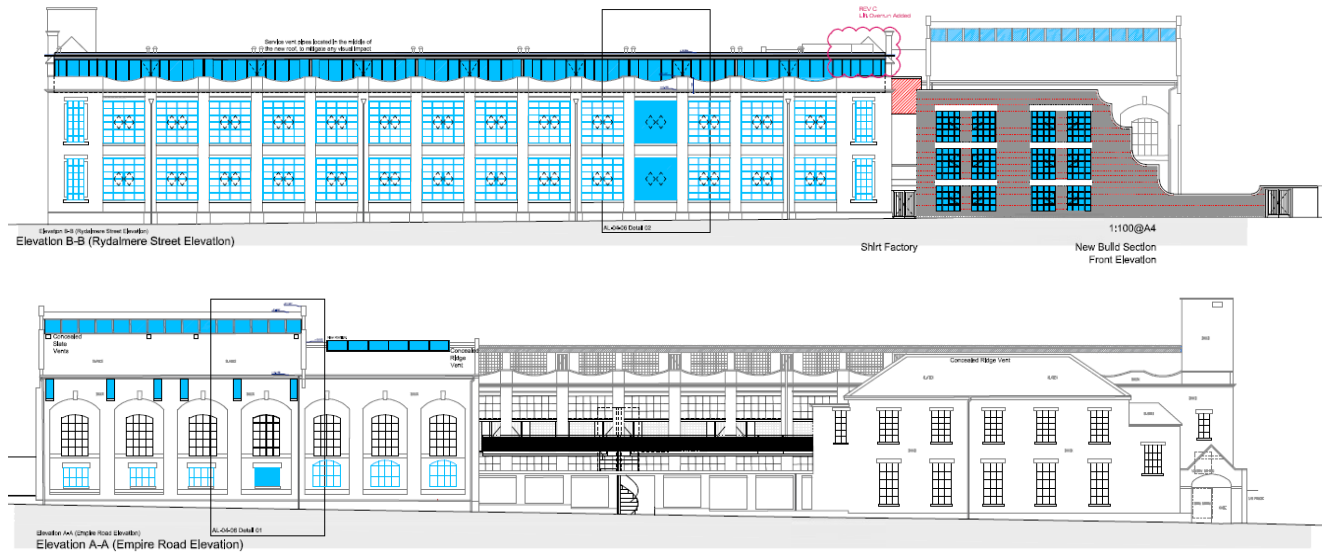 REV C
Lift Overrun Added
Service vent pipes located in the middle of
the new roof, to mitigate any visual impact
Elevation B-B (Rydalmere Street Elevation)
Elevation B-B (Rydalmere Street Elevation)
AL-04-06 Detail 02
1:100@A4
Shirt Factory
New Build Section
Front Elevation
Concealed
Slate
Vents
Concealed
Ridge
Vent
Concealed Ridge Vent
Elevation A-A (Empire Road Elevation)
Elevation A-A (Empire Road Elevation)
AL-04-06 Detail 01